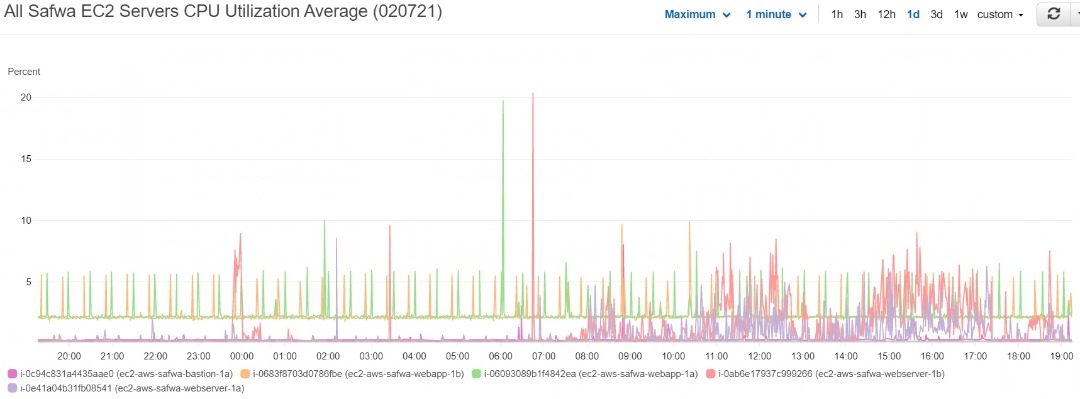 All Safwa EC2 Servers CPU Utilization Average (020721)
Maximum 1 minute 1h 3h 12h 1d 3d 1w custom
Percent
20
15
10
5
20:00 21:00 22:00 23:00 00:00 01:00 02:00 03:00 04:00 05:00 06:00 07:00 08:00 09:00 10:00 11:00 12:00 13:00 14:00 15:00 16:00 17:00 18:00 19:00
i-0c94c831a4435aae0 (ec2-aws-safwa-bastion-1a) i-0683f8703d0786fbe (ec2-aws-safwa-webapp-1b) i-06093089b1f4842ea (ec2-aws-safwa-webapp-1a) i-0ab6e17937c999266 (ec2-aws-safwa-webserver-1b)
i-0e41a04b31fb08541 (ec2-aws-safwa-webserver-1a)